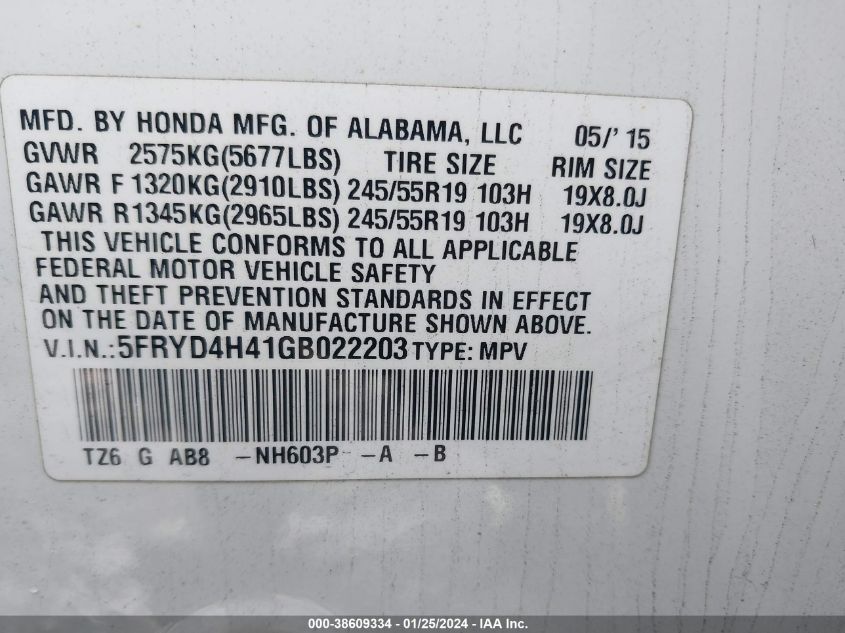 MFD. BY HONDA MFG. OF ALABAMA, LLC 05/'15
GVWR 2575KG(5677LBS) TIRE SIZE RIM SIZE
GAWR F 1320KG(2910LBS) 245/55R19 103H 19X8.0J
GAWR R1345KG(2965LBS) 245/55R19 103H 19X8.0J
THIS VEHICLE CONFORMS TO ALL APPLICABLE
FEDERAL MOTOR VEHICLE SAFETY
AND THEFT PREVENTION STANDARDS IN EFFECT
ON THE DATE OF MANUFACTURE SHOWN ABOVE.
V.I.N.:5FRYD4H41GB022203 TYPE: MPV
TZ6 G AB8 -NH603P -A -B
000-38609334 - 01/25/2024 - IAA Inc.